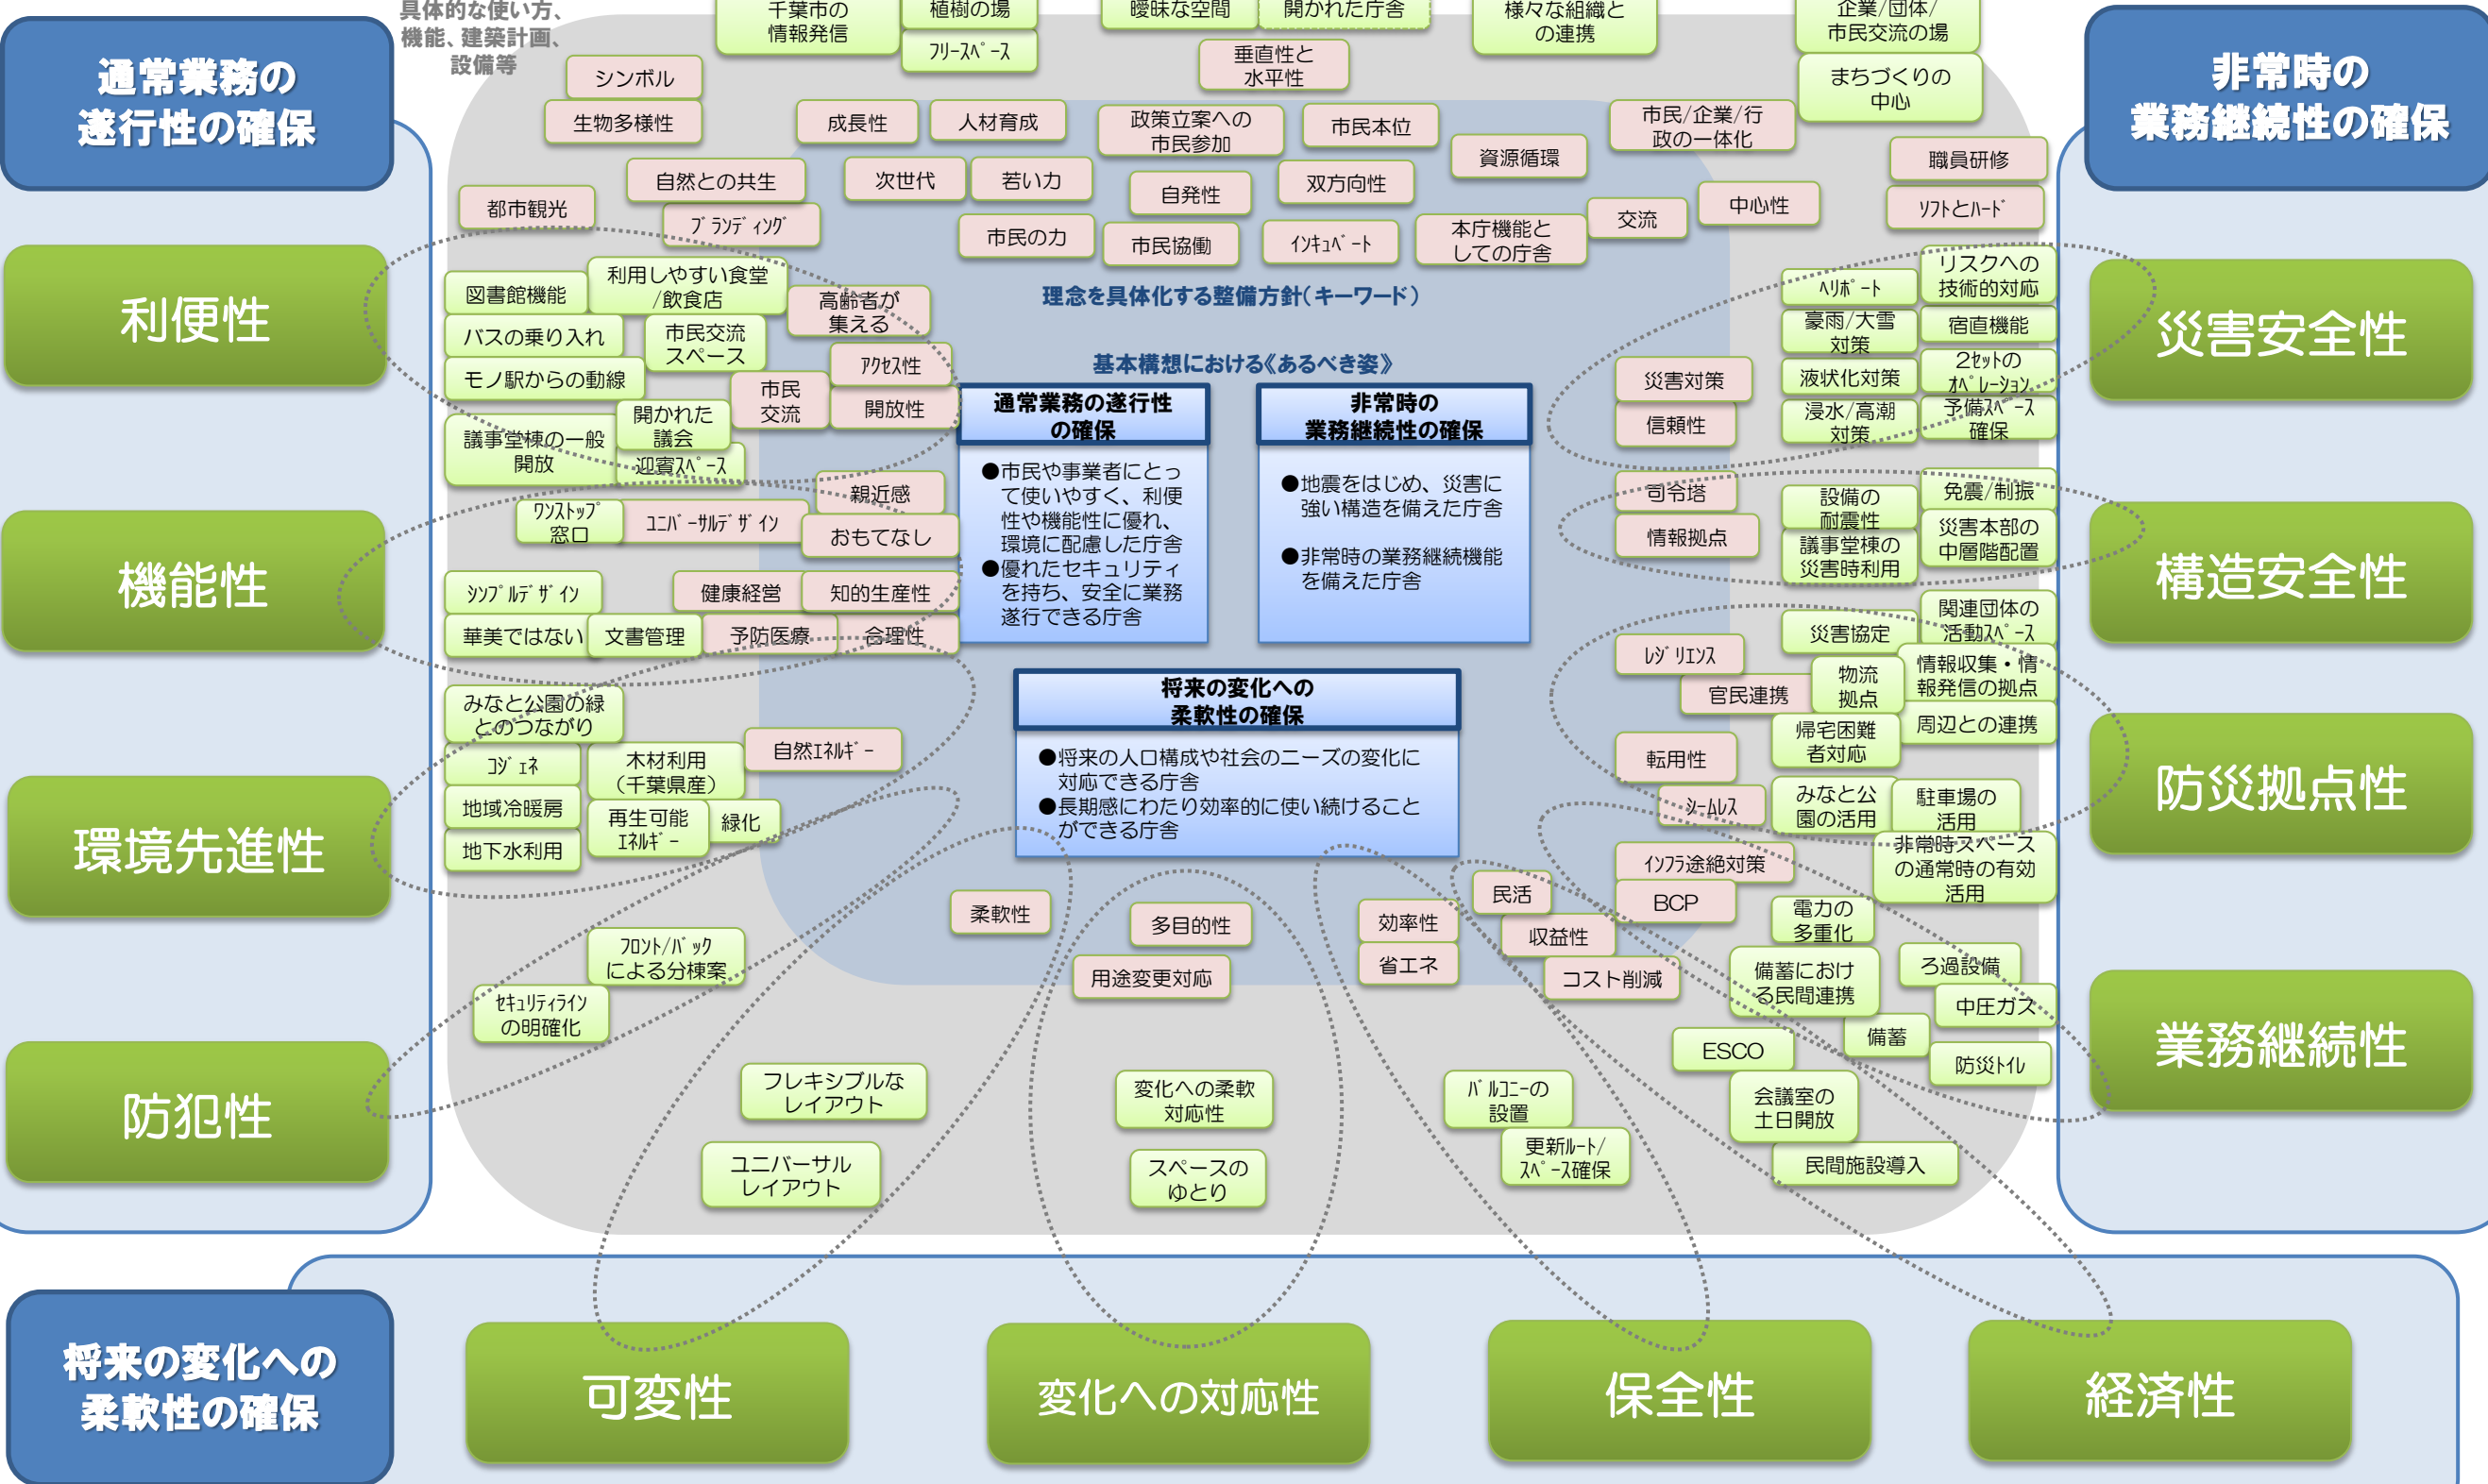 具体的な使い方、
機能、建築計画、
設備等
千葉市の
情報発信
植樹の場
フリースペース
曖昧な空間
開かれた庁舎
垂直性と
水平性
様々な組織と
の連携
企業/団体/
市民交流の場
まちづくりの
中心
通常業務の
遂行性の確保
非常時の
業務継続性の確保
シンボル
生物多様性
成長性
人材育成
政策立案への
市民参加
市民本位
資源循環
市民/企業/行
政の一体化
職員研修
ソフトとハード
自然との共生
次世代
若い力
自発性
双方向性
都市観光
ブランディング
市民の力
市民協働
インキュベート
本庁機能と
しての庁舎
交流
中心性
理念を具体化する整備方針(キーワード)
基本構想における《あるべき姿》
利便性
図書館機能
利用しやすい食堂
/飲食店
高齢者が
集える
バスの乗り入れ
市民交流
スペース
モノ駅からの動線
アクセス性
市民
交流
開放性
開かれた
議会
議事堂棟の一般
開放
迎賓スペース
機能性
親近感
ワンストップ
窓口
ユニバーサルデザイン
おもてなし
シンプルデザイン
健康経営
知的生産性
華美ではない
文書管理
予防医療
合理性
環境先進性
みなと公園の緑
とのつながり
自然エネルギー
コジェネ
木材利用
(千葉県産)
地域冷暖房
再生可能
エネルギー
緑化
地下水利用
防犯性
フロント/バック
による分棟案
セキュリティライン
の明確化
通常業務の遂行性
の確保
●市民や事業者にとっ
て使いやすく、利便
性や機能性に優れ、
環境に配慮した庁舎
●優れたセキュリティ
を持ち、安全に業務
遂行できる庁舎
非常時の
業務継続性の確保
●地震をはじめ、災害に
強い構造を備えた庁舎
●非常時の業務継続機能
を備えた庁舎
将来の変化への
柔軟性の確保
●将来の人口構成や社会のニーズの変化に
対応できる庁舎
●長期感にわたり効率的に使い続けること
ができる庁舎
災害安全性
ヘリポート
リスクへの
技術的対応
豪雨/大雪
対策
宿直機能
災害対策
液状化対策
2セットの
オペレーション
信頼性
浸水/高潮
対策
予備スペース
確保
構造安全性
司令塔
設備の
耐震性
免震/制振
情報拠点
議事堂棟の
災害時利用
災害本部の
中層階配置
防災拠点性
災害協定
関連団体の
活動スペース
レジリエンス
官民連携
物流
拠点
情報収集・情
報発信の拠点
周辺との連携
帰宅困難
者対応
転用性
シームレス
みなと公
園の活用
駐車場の
活用
非常時スペース
の通常時の有効
活用
業務継続性
インフラ途絶対策
BCP
電力の
多重化
備蓄におけ
る民間連携
ろ過設備
中圧ガス
備蓄
防災トイレ
柔軟性
多目的性
用途変更対応
効率性
省エネ
民活
収益性
コスト削減
ESCO
会議室の
土日開放
民間施設導入
フレキシブルな
レイアウト
ユニバーサル
レイアウト
変化への柔軟
対応性
スペースの
ゆとり
バルコニーの
設置
更新ルート/
スペース確保
将来の変化への
柔軟性の確保
可変性
変化への対応性
保全性
経済性